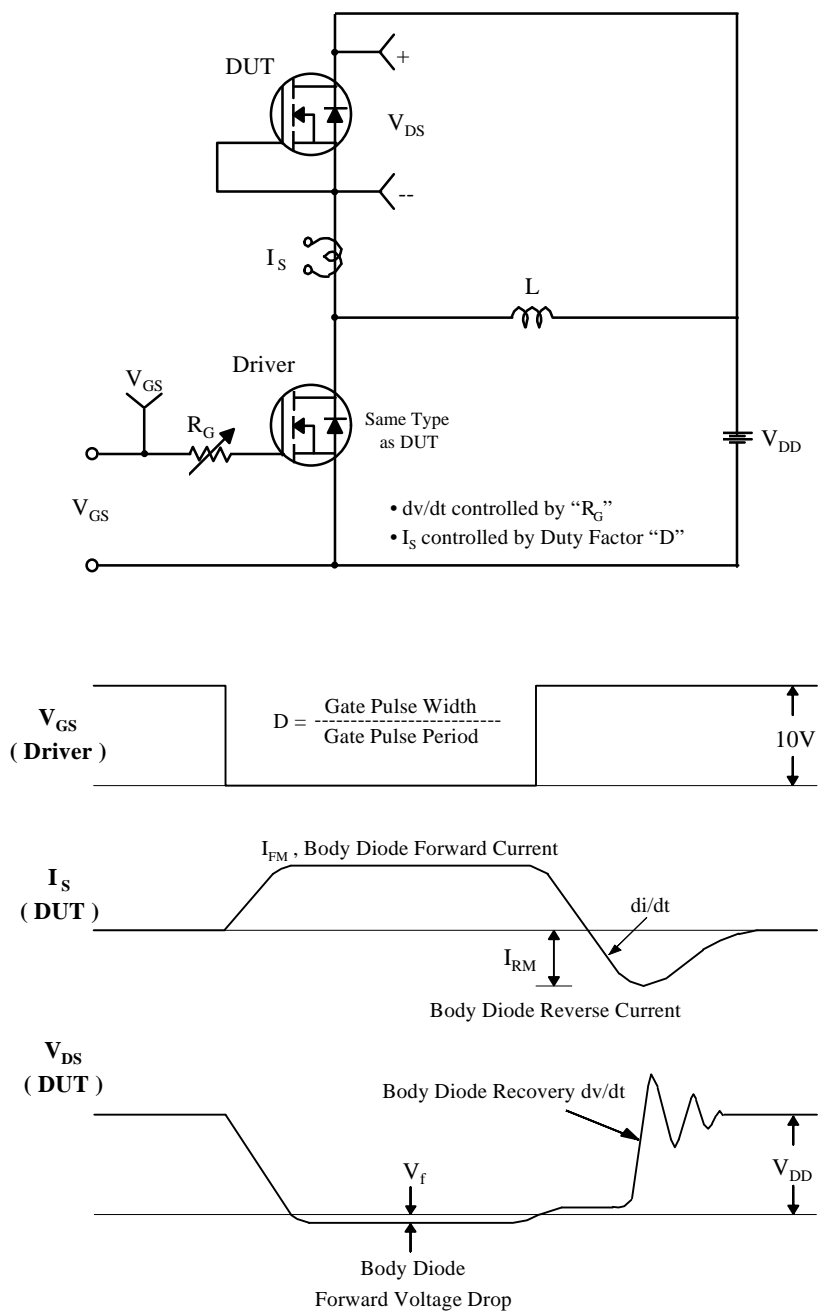 DUT
+
V_DS
--
I_S
L
Driver
V_GS
R_G
Same Type
as DUT
V_DD
V_GS
• dv/dt controlled by “R_G”
• I_S controlled by Duty Factor “D”
V_GS
( Driver )
D = Gate Pulse Width
--------------------------
Gate Pulse Period
10V
I_FM , Body Diode Forward Current
I_S
( DUT )
di/dt
I_RM
Body Diode Reverse Current
V_DS
( DUT )
Body Diode Recovery dv/dt
V_f
V_DD
Body Diode
Forward Voltage Drop